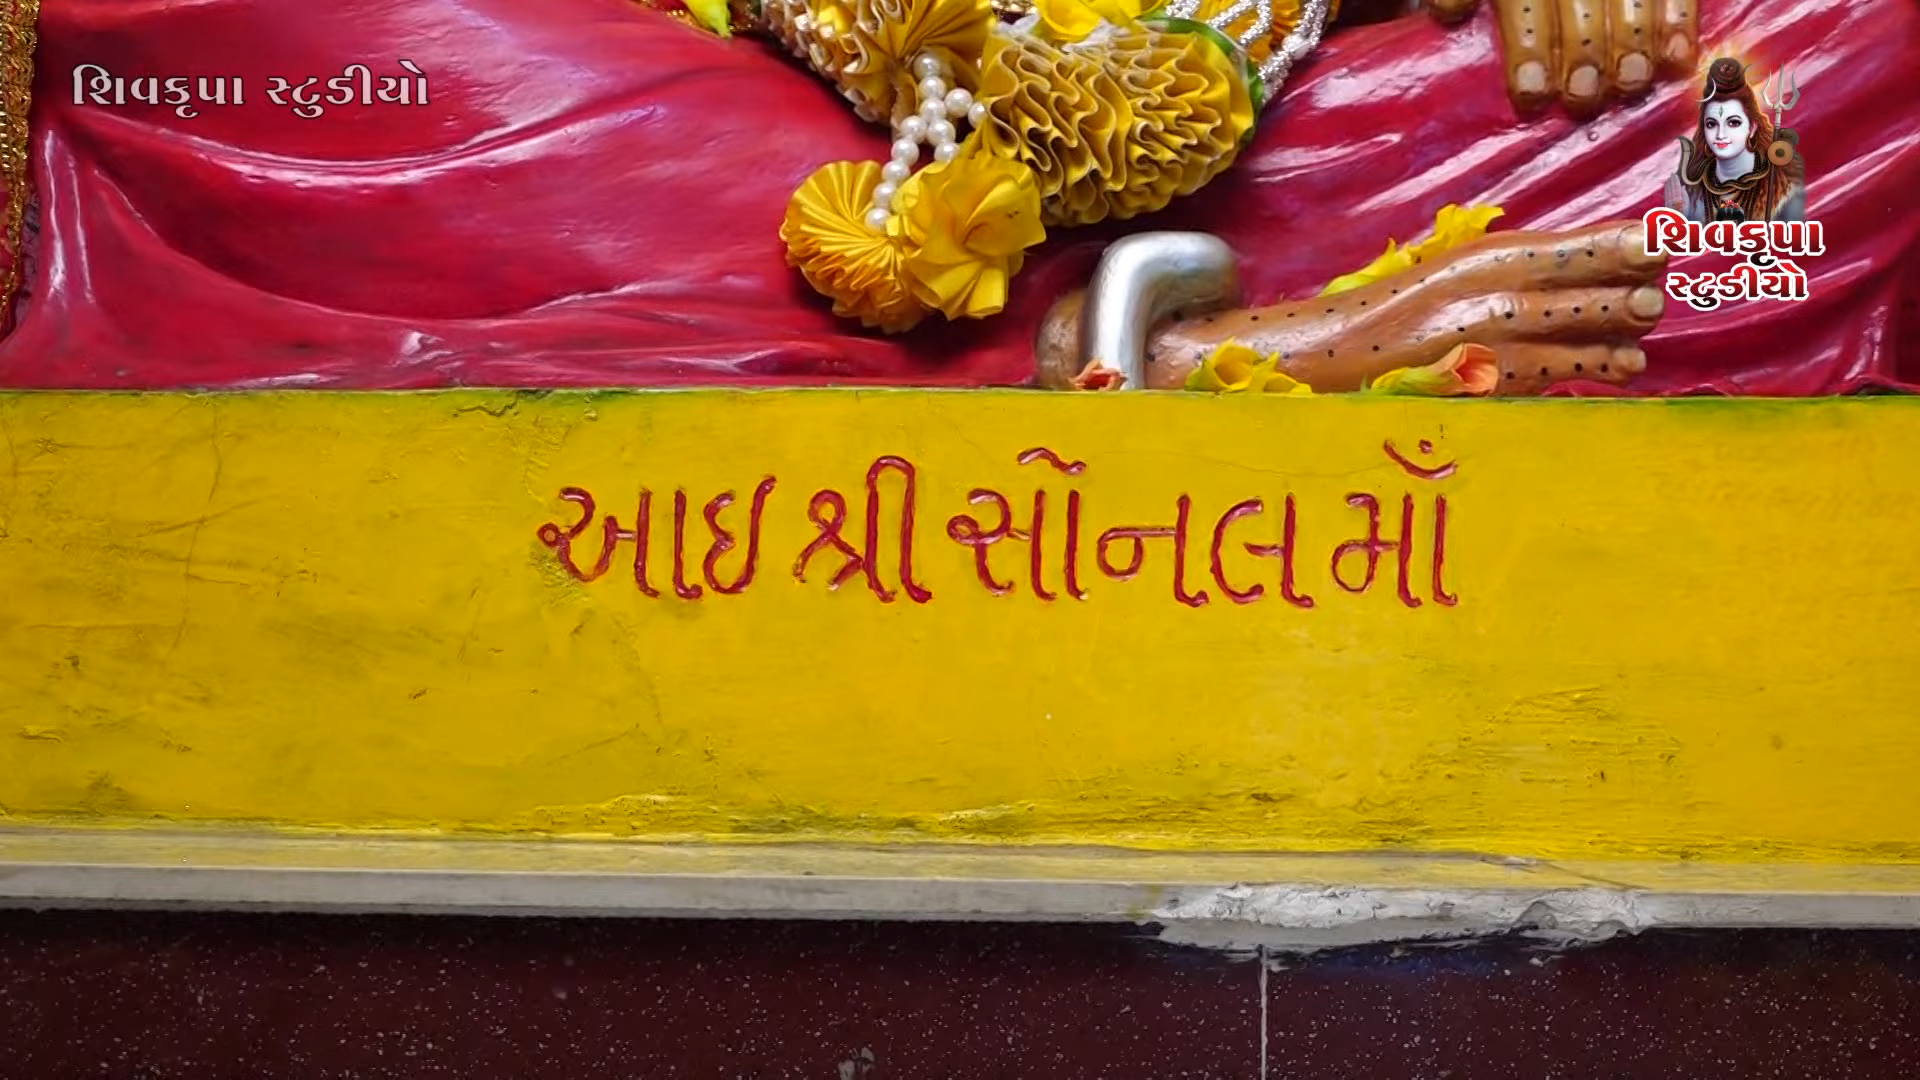 શિવકૃપા સ્ટુડીયો
શિવકૃપા
સ્ટુડીયો
આઇ શ્રી સોંનલ માઁ